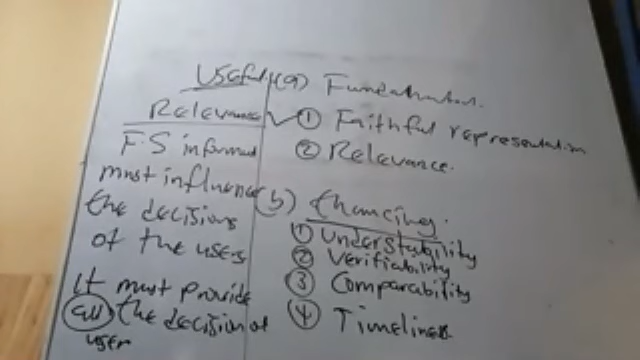 Useful
Relevance
F.S informat
must influence
the decisions
of the users
It must provide
all the decision of
user
(a) Fundamental.
① Faithful representation
② Relevance.
(b) Enhancing.
① Understability
② Verifiability
③ Comparability
④ Timeliness